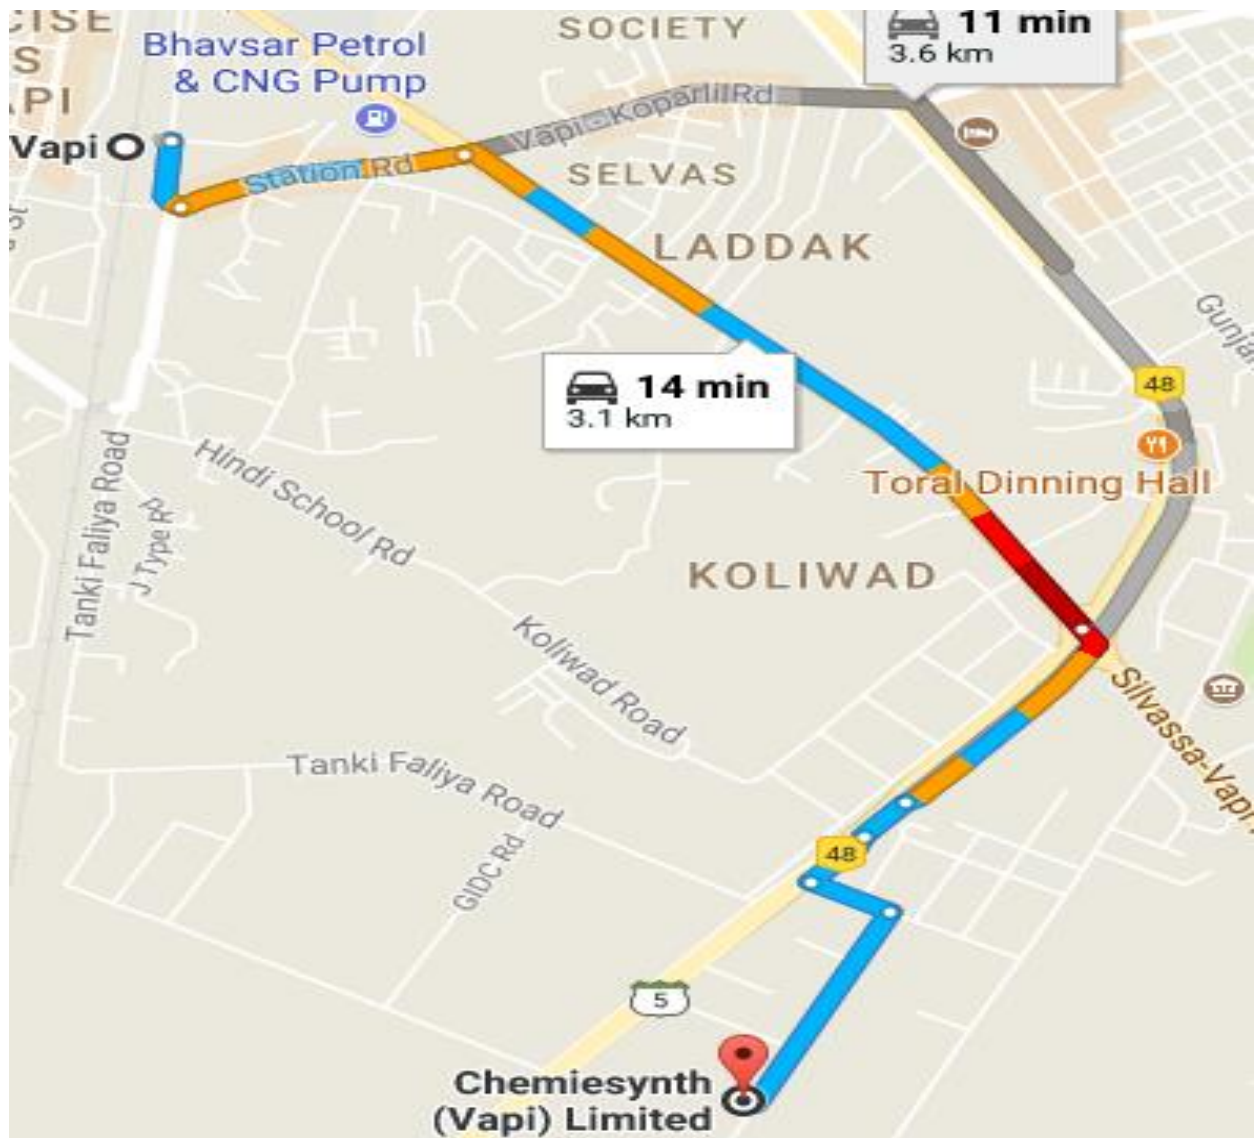 CISE
S
API
SOCIETY
11 min
3.6 km
Bhavsar Petrol
& CNG Pump
Vapi
Station Rd
Vapi - Koparli Rd
SELVAS
LADDAK
14 min
3.1 km
48
Toral Dinning Hall
Hindi School Rd
Tanki Faliya Road
J Type R
KOLIWAD
Koliwad Road
Silvassa-Vapi
Tanki Faliya Road
GIDC Rd
48
5
Chemiesynth
(Vapi) Limited